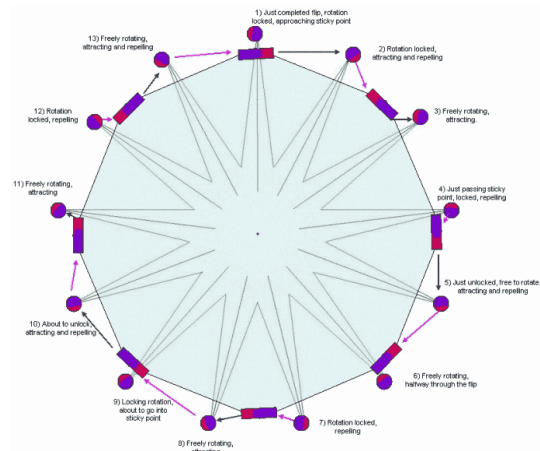 1) Just completed flip, rotation
locked, approaching sticky point
2) Rotation locked,
attracting and repelling
3) Freely rotating,
attracting.
4) Just passing sticky
point, locked, repelling
5) Just unlocked, free to rotate,
attracting and repelling
6) Freely rotating,
halfway through the flip
7) Rotation locked,
repelling
8) Freely rotating,
attracting
9) Locking rotation,
about to go into
sticky point
10) About to unlock,
attracting and repelling
11) Freely rotating,
attracting
12) Rotation
locked, repelling
13) Freely rotating,
attracting and repelling